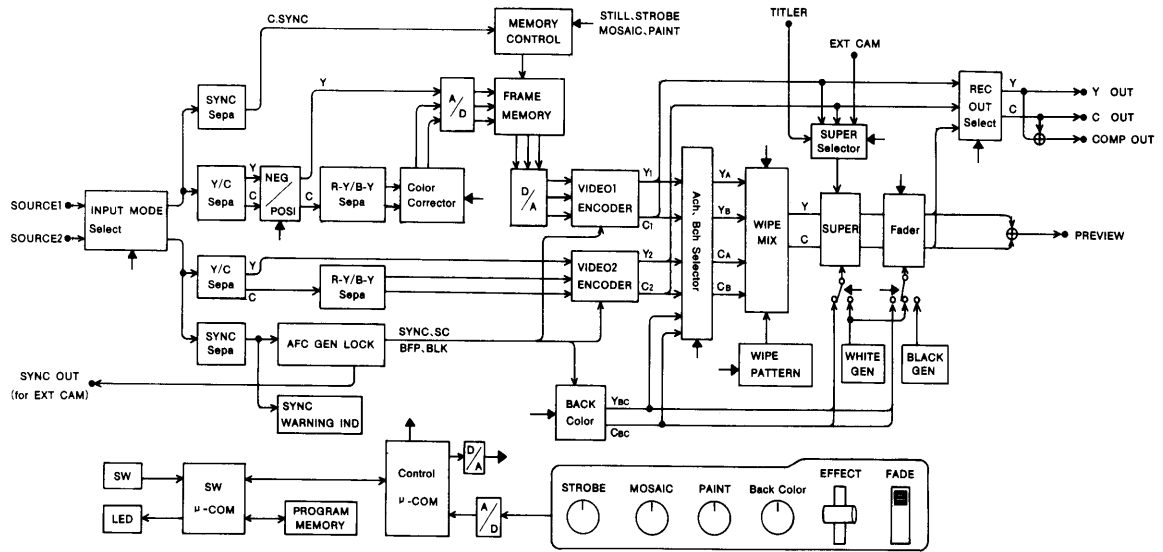 TITLER
C.SYNC
MEMORY
CONTROL
STILL、STROBE
MOSAIC、PAINT
EXT CAM
SYNC
Sepa
Y
A/D
FRAME
MEMORY
REC
OUT
Select
Y
C
Y OUT
C OUT
COMP OUT
SUPER
Selector
Y/C
Sepa
Y
C
NEG/POSI
C
R-Y/B-Y
Sepa
Color
Corrector
D/A
VIDEO1
ENCODER
Y1
C1
Ach、Bch Selector
YA
YB
CA
CB
WIPE
MIX
Y
C
SUPER
Fader
PREVIEW
SOURCE1
SOURCE2
INPUT MODE
Select
Y/C
Sepa
Y
C
R-Y/B-Y
Sepa
VIDEO2
ENCODER
Y2
C2
SYNC
Sepa
AFC GEN LOCK
SYNC、SC
BFP、BLK
WIPE
PATTERN
WHITE
GEN
BLACK
GEN
SYNC OUT
(for EXT CAM)
SYNC
WARNING IND
BACK
Color
YBC
CBC
SW
LED
SW
μ-COM
PROGRAM
MEMORY
Control
μ-COM
D/A
A/D
STROBE
MOSAIC
PAINT
Back Color
EFFECT
FADE